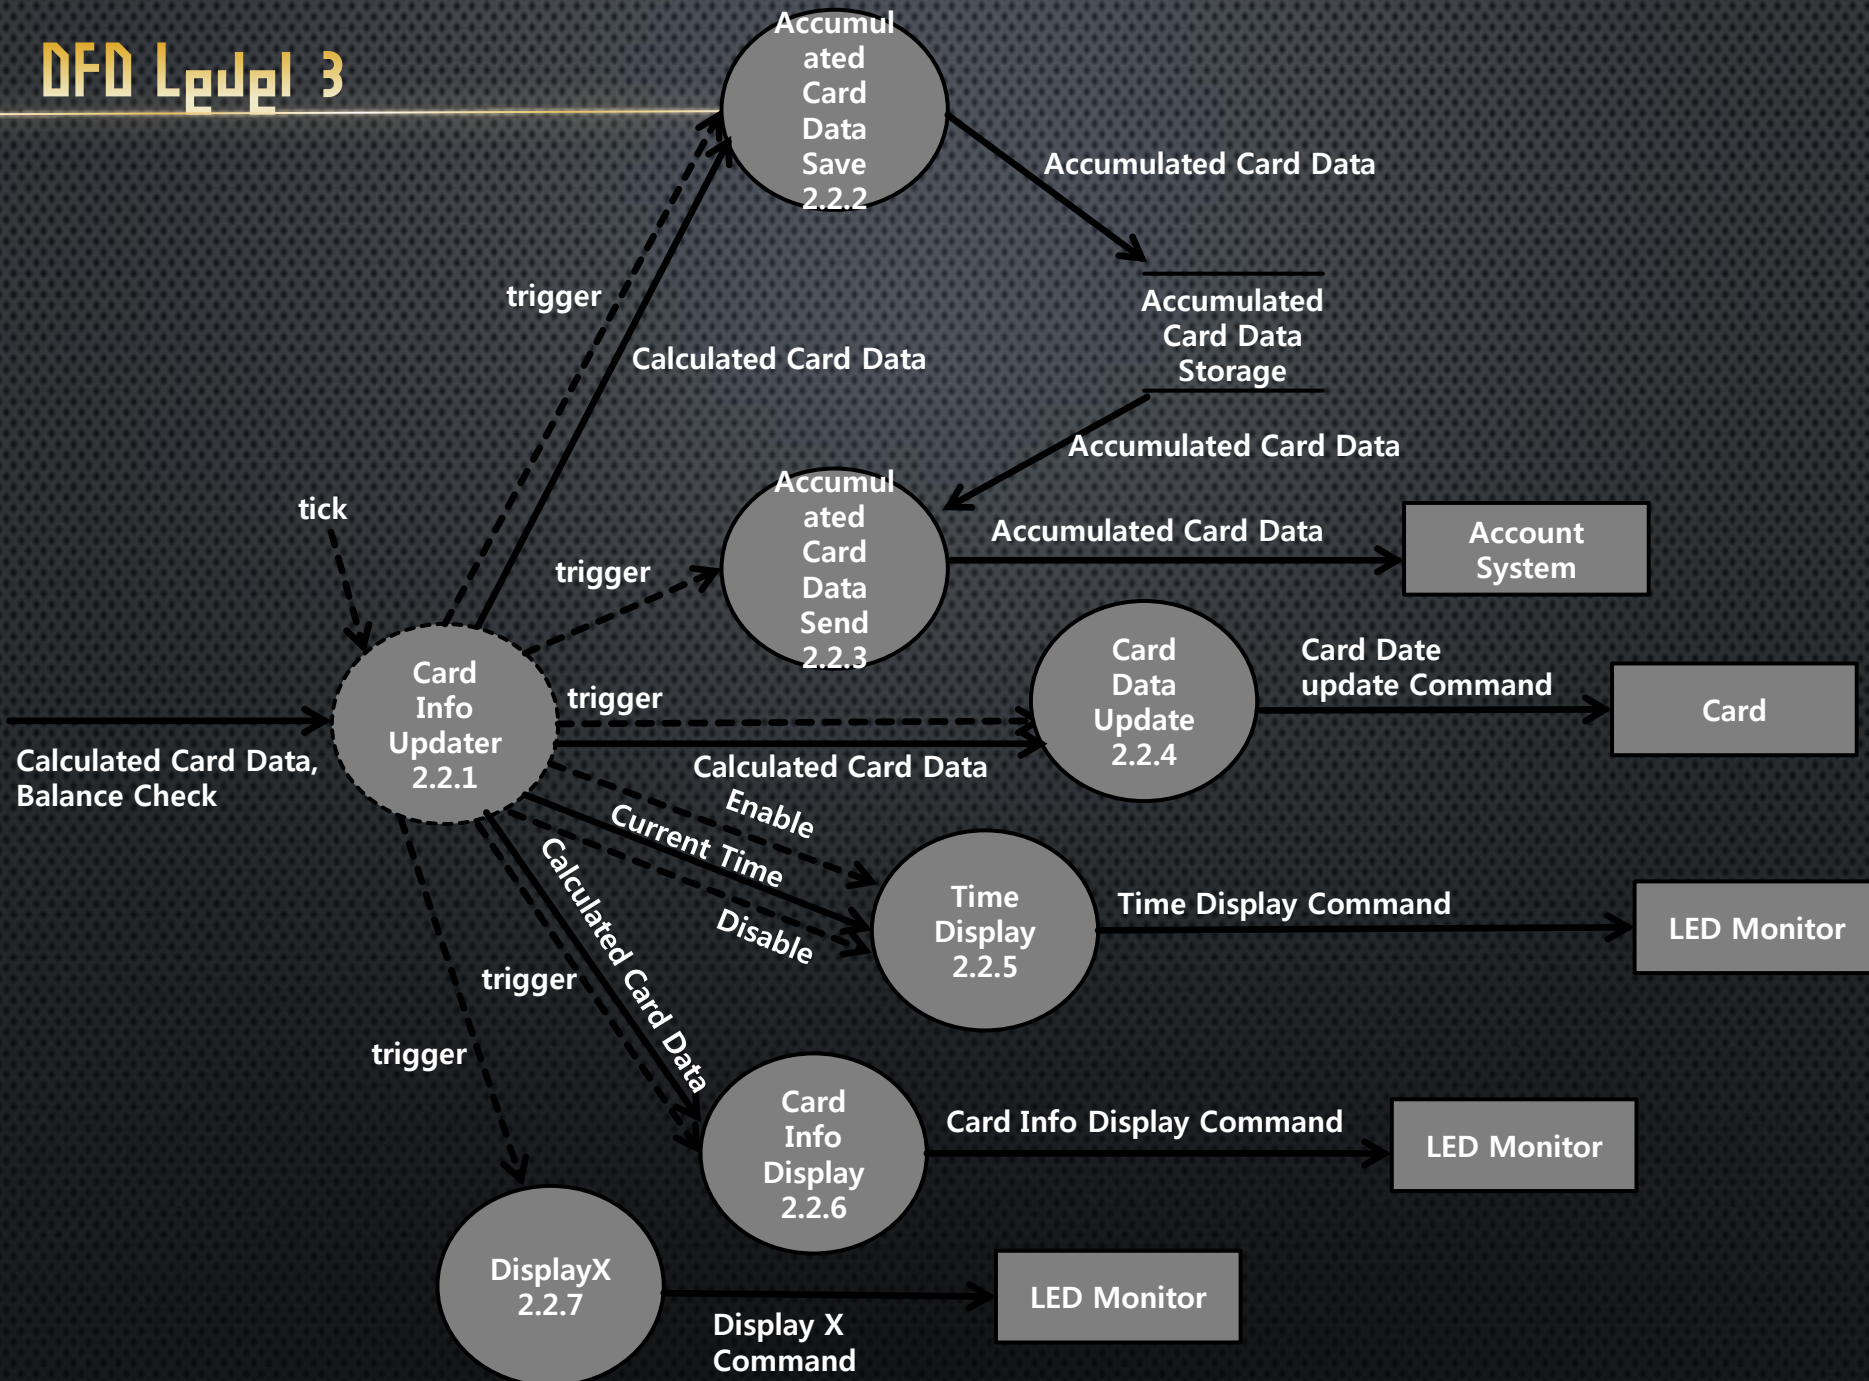 DFD Level 3
Accumul
ated
Card
Data
Save
2.2.2
Accumulated Card Data
trigger
Calculated Card Data
Accumulated
Card Data
Storage
Accumulated Card Data
tick
trigger
Accumul
ated
Card
Data
Send
2.2.3
Accumulated Card Data
Account
System
Card
Info
Updater
2.2.1
trigger
Card
Data
Update
2.2.4
Card Date
update Command
Card
Calculated Card Data,
Balance Check
Calculated Card Data
Enable
Current Time
Disable
Time
Display
2.2.5
Time Display Command
LED Monitor
Calculated Card Data
trigger
trigger
Card
Info
Display
2.2.6
Card Info Display Command
LED Monitor
DisplayX
2.2.7
Display X
Command
LED Monitor